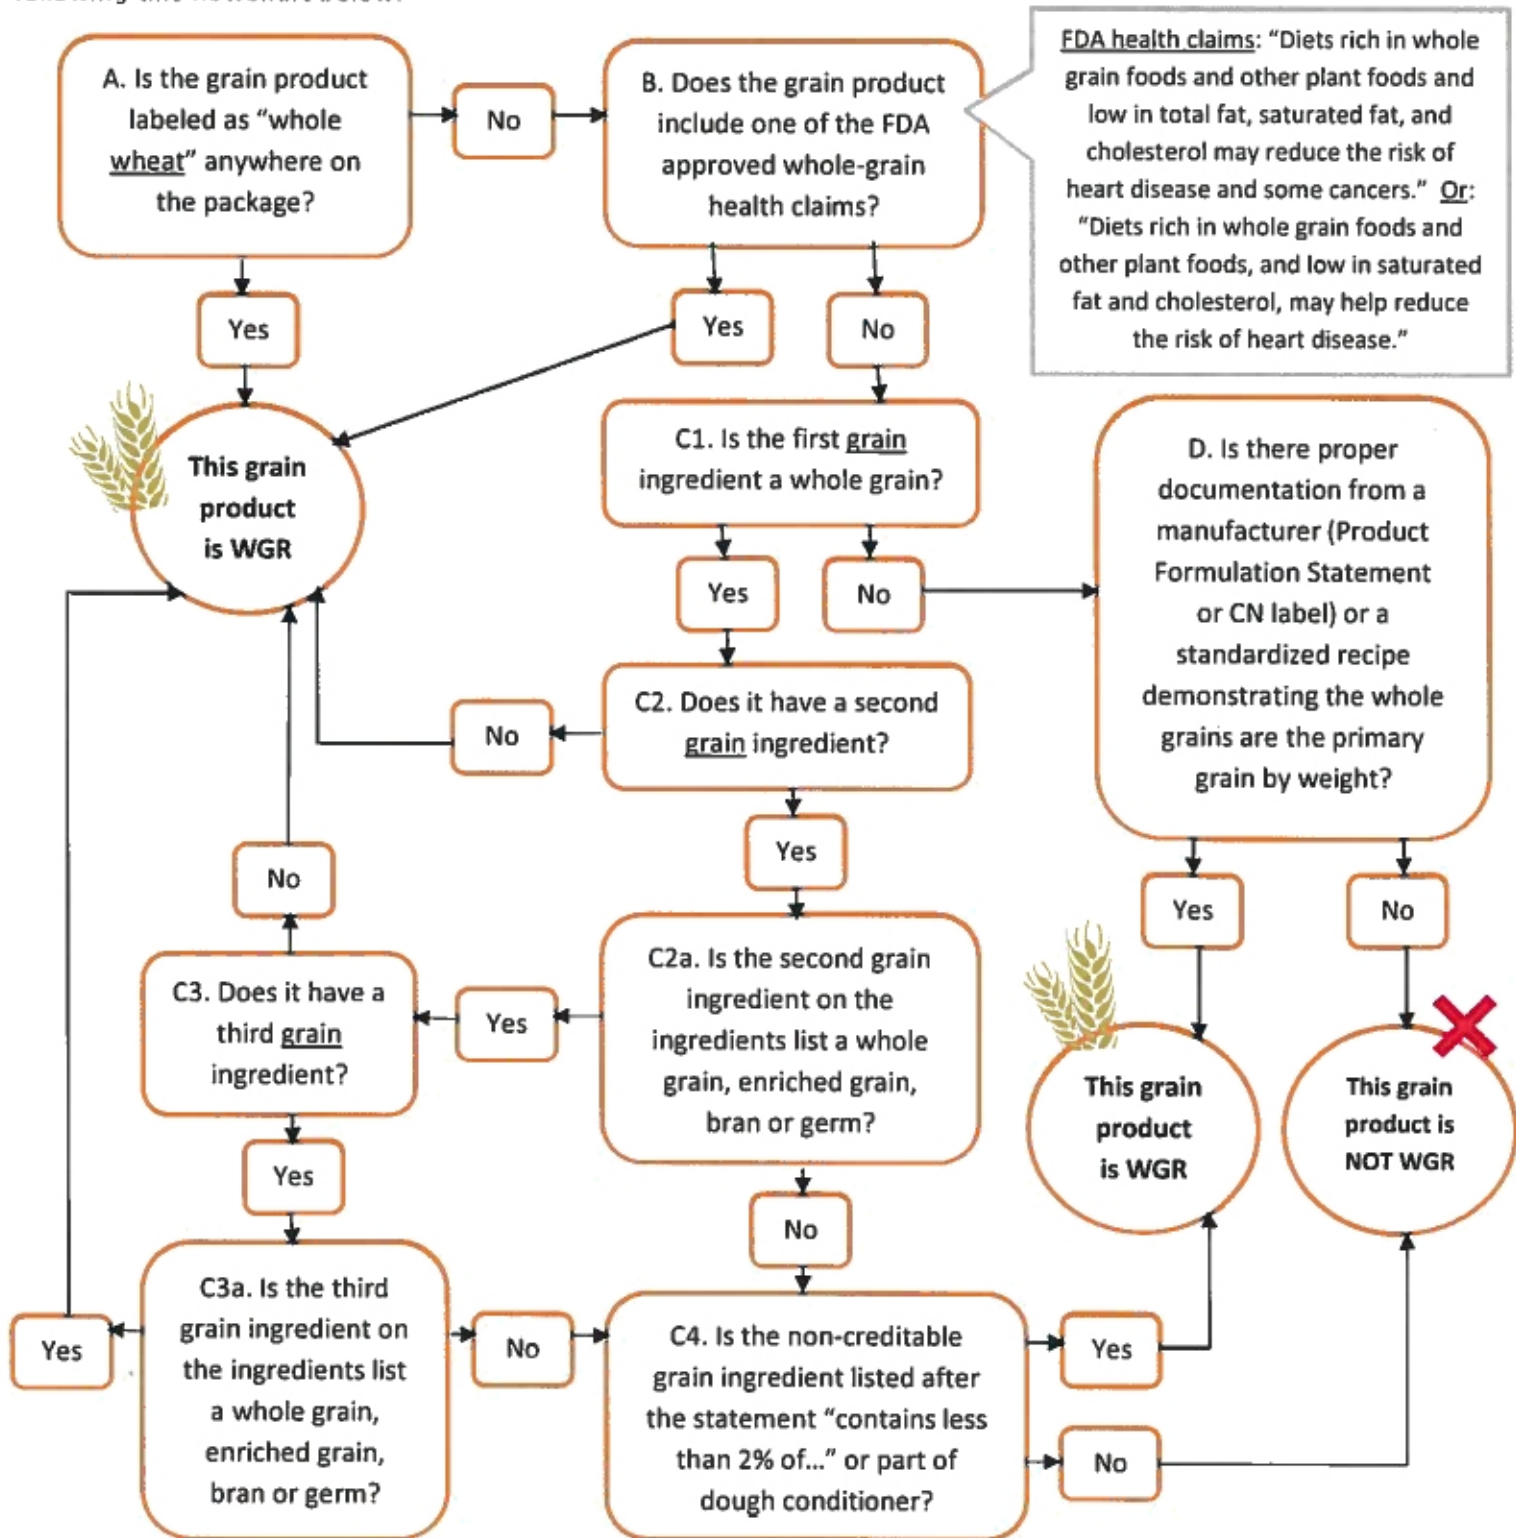 A. Is the grain product
labeled as “whole
wheat” anywhere on
the package?
No
B. Does the grain product
include one of the FDA
approved whole-grain
health claims?
FDA health claims: “Diets rich in whole
grain foods and other plant foods and
low in total fat, saturated fat, and
cholesterol may reduce the risk of
heart disease and some cancers.” Or:
“Diets rich in whole grain foods and
other plant foods, and low in saturated
fat and cholesterol, may help reduce
the risk of heart disease.”
Yes
Yes
No
This grain
product
is WGR
C1. Is the first grain
ingredient a whole grain?
Yes
No
D. Is there proper
documentation from a
manufacturer (Product
Formulation Statement
or CN label) or a
standardized recipe
demonstrating the whole
grains are the primary
grain by weight?
C2. Does it have a second
grain ingredient?
No
Yes
Yes
No
No
C2a. Is the second grain
ingredient on the
ingredients list a whole
grain, enriched grain,
bran or germ?
Yes
C3. Does it have a
third grain
ingredient?
Yes
No
This grain
product
is WGR
This grain
product is
NOT WGR
C3a. Is the third
grain ingredient on
the ingredients list
a whole grain,
enriched grain,
bran or germ?
Yes
No
C4. Is the non-creditable
grain ingredient listed after
the statement “contains less
than 2% of...” or part of
dough conditioner?
Yes
No